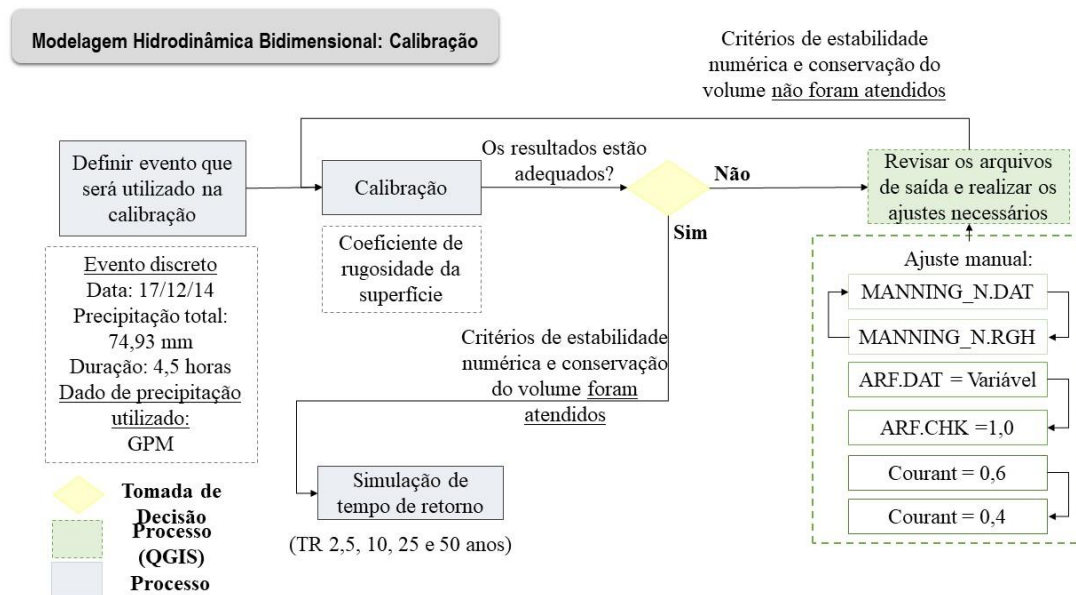 Modelagem Hidrodinâmica Bidimensional: Calibração
Critérios de estabilidade
numérica e conservação do
volume não foram atendidos
Definir evento que
será utilizado na
calibração
Calibração
Os resultados estão
adequados?
Não
Sim
Revisar os arquivos
de saída e realizar os
ajustes necessários
Evento discreto
Data: 17/12/14
Precipitação total:
74,93 mm
Duração: 4,5 horas
Dado de precipitação
utilizado:
GPM
Coeficiente de
rugosidade da
superfície
Critérios de estabilidade
numérica e conservação
do volume foram
atendidos
Ajuste manual:
MANNING_N.DAT
MANNING_N.RGH
ARF.DAT = Variável
ARF.CHK =1,0
Courant = 0,6
Courant = 0,4
Simulação de
tempo de retorno
(TR 2,5, 10, 25 e 50 anos)
Tomada de
Decisão
Processo
(QGIS)
Processo